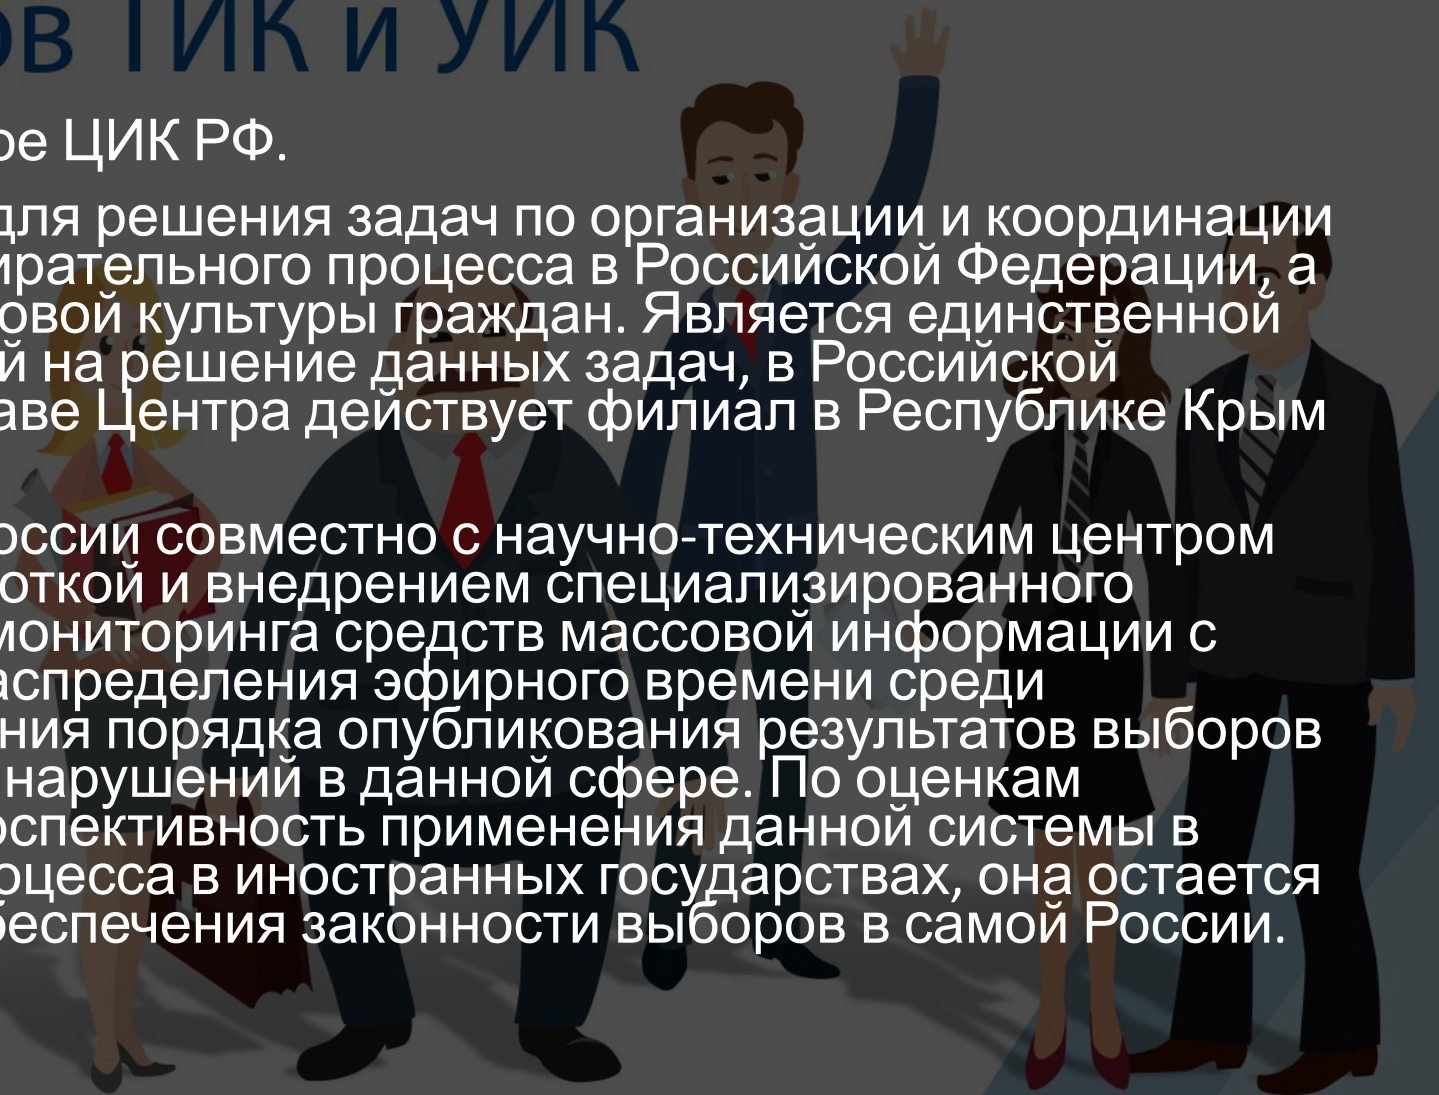 ов ТИК и УИК
ое ЦИК РФ.
для решения задач по организации и координации
ирательного процесса в Российской Федерации, а
овой культуры граждан. Является единственной
й на решение данных задач, в Российской
аве Центра действует филиал в Республике Крым
оссии совместно с научно-техническим центром
откой и внедрением специализированного
мониторинга средств массовой информации с
аспределения эфирного времени среди
ния порядка опубликования результатов выборов
нарушений в данной сфере. По оценкам
оспективность применения данной системы в
оцесса в иностранных государствах, она остается
беспечения законности выборов в самой России.